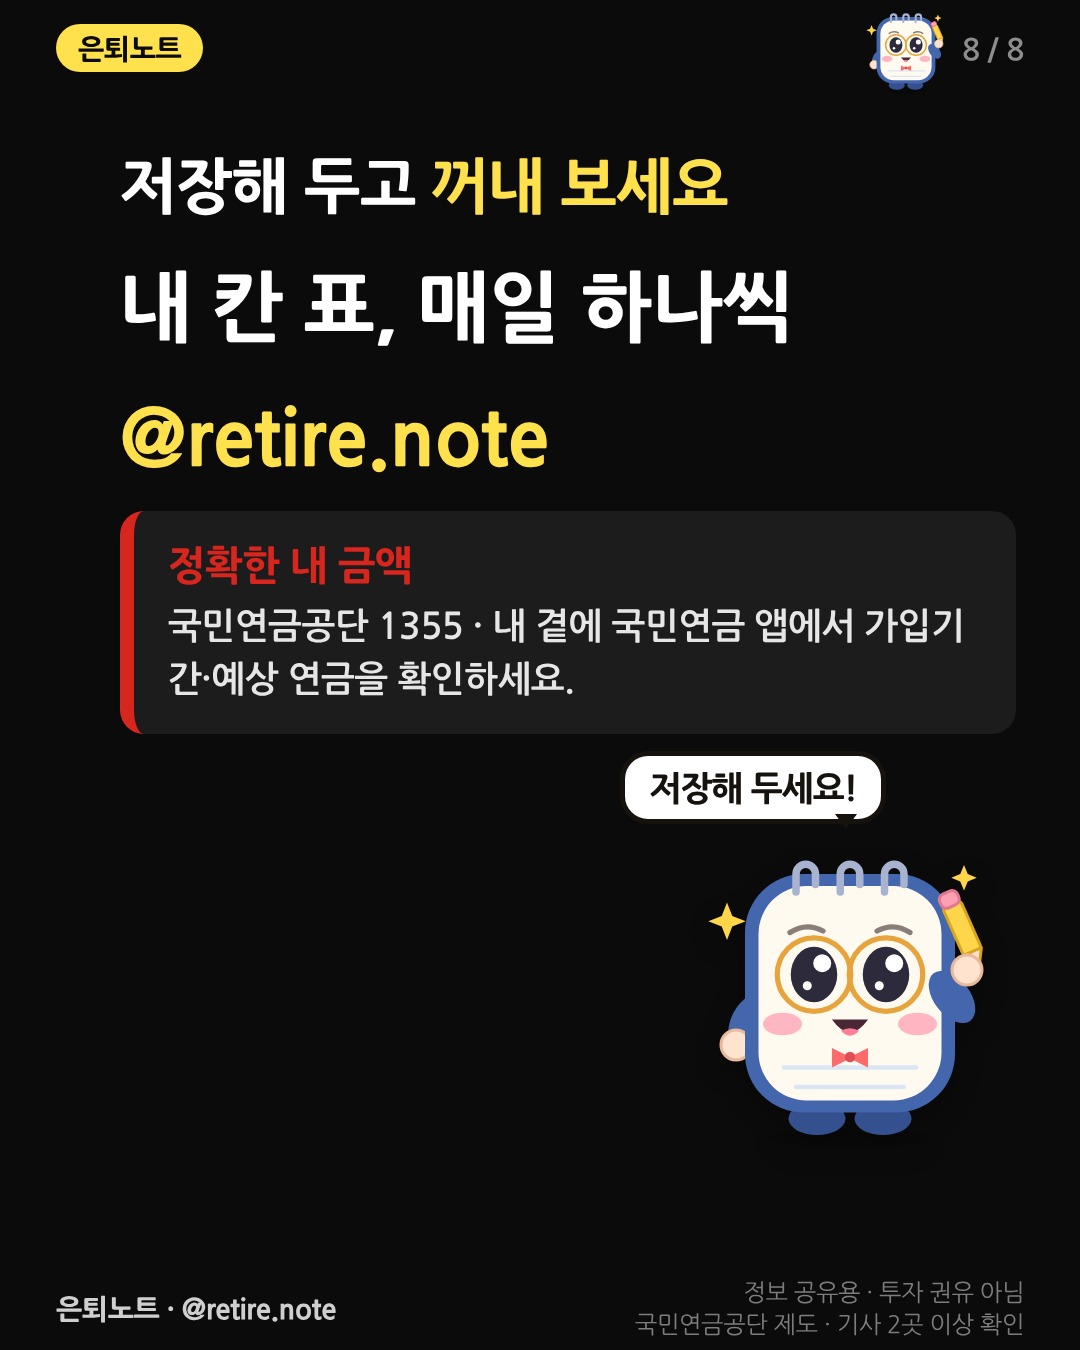 은퇴노트
8 / 8
저장해 두고 꺼내 보세요
내 칸 표, 매일 하나씩
@retire.note
정확한 내 금액
국민연금공단 1355 · 내 곁에 국민연금 앱에서 가입기
간·예상 연금을 확인하세요.
저장해 두세요!
은퇴노트 · @retire.note
정보 공유용 · 투자 권유 아님
국민연금공단 제도 · 기사 2곳 이상 확인